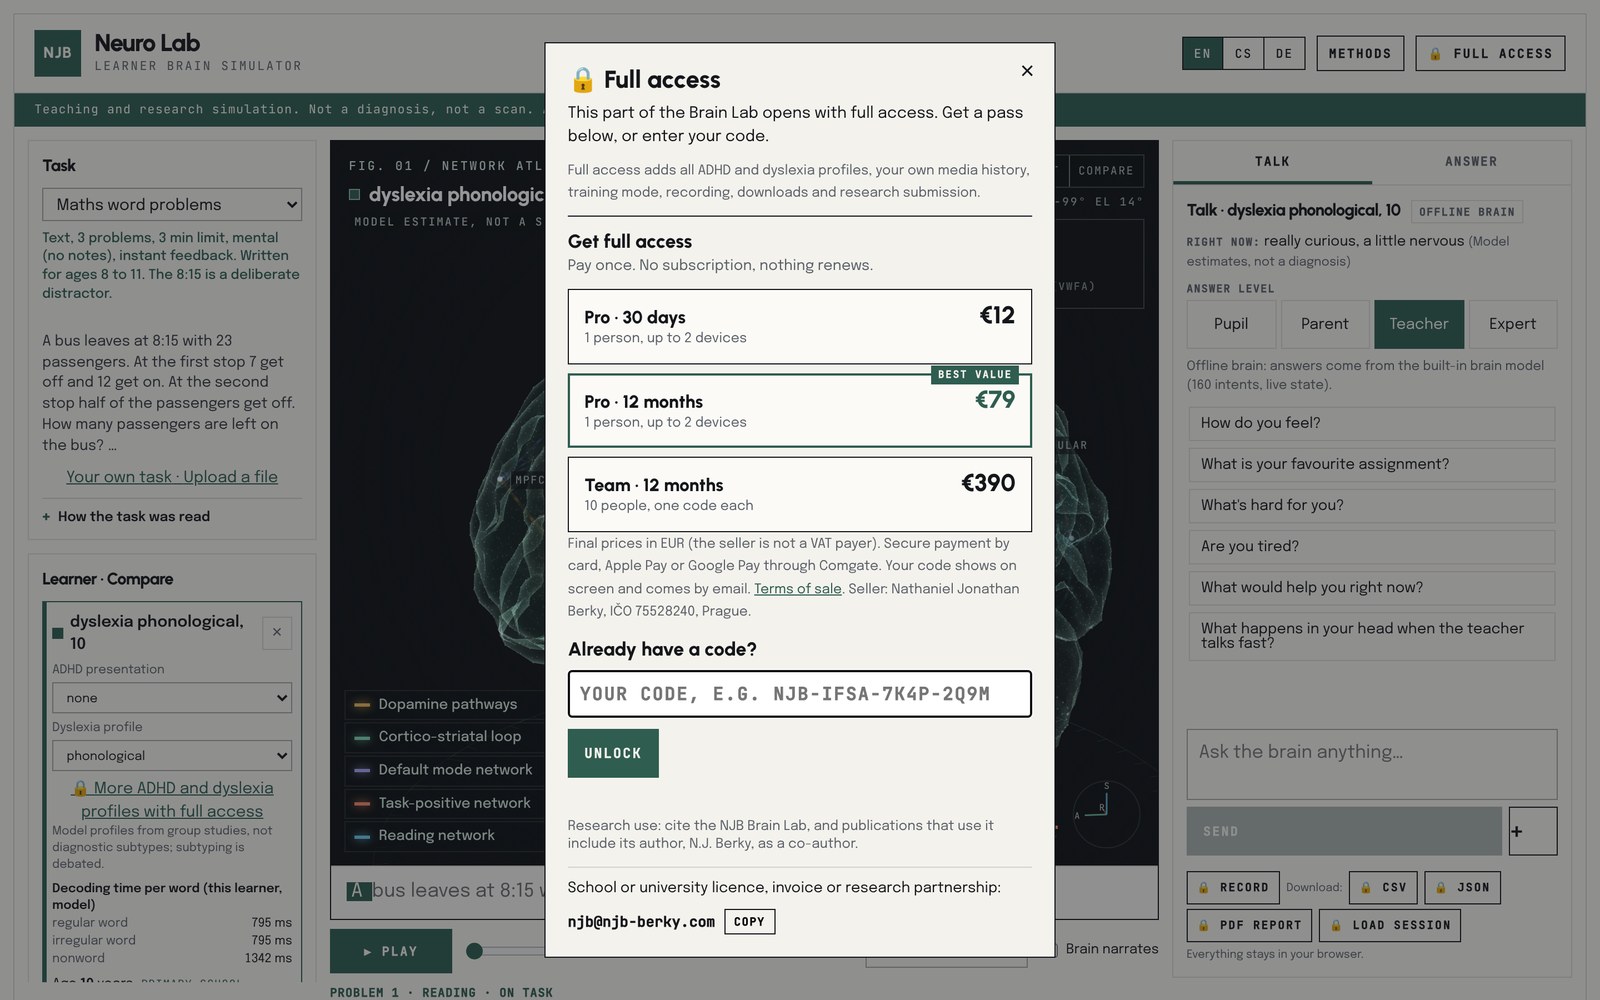 NJB
Neuro Lab
LEARNER BRAIN SIMULATOR
EN
CS
DE
METHODS
FULL ACCESS
Teaching and research simulation. Not a diagnosis, not a scan.
Task
Maths word problems
Text, 3 problems, 3 min limit, mental
(no notes), instant feedback. Written
for ages 8 to 11. The 8:15 is a deliberate
distractor.
A bus leaves at 8:15 with 23
passengers. At the first stop 7 get
off and 12 get on. At the second
stop half of the passengers get off.
How many passengers are left on
the bus? …
Your own task · Upload a file
+ How the task was read
Learner · Compare
dyslexia phonological,
10
×
ADHD presentation
none
Dyslexia profile
phonological
More ADHD and dyslexia
profiles with full access
Model profiles from group studies, not
diagnostic subtypes; subtyping is
debated.
Decoding time per word (this learner,
model)
regular word 795 ms
irregular word 795 ms
nonword 1342 ms
Age 10 years PRIMARY SCHOOL
FIG. 01 / NETWORK ATL
dyslexia phonologic
MODEL ESTIMATE, NOT A S
COMPARE
-99° EL 14°
VWFA)
MPFC
ULAR
Dopamine pathways
Cortico-striatal loop
Default mode network
Task-positive network
Reading network
S
R
A
A bus leaves at 8:15 w
PLAY
Brain narrates
PROBLEM 1 · READING · ON TASK
Full access
×
This part of the Brain Lab opens with full access. Get a pass
below, or enter your code.
Full access adds all ADHD and dyslexia profiles, your own media history,
training mode, recording, downloads and research submission.
Get full access
Pay once. No subscription, nothing renews.
Pro · 30 days
€12
1 person, up to 2 devices
BEST VALUE
Pro · 12 months
€79
1 person, up to 2 devices
Team · 12 months
€390
10 people, one code each
Final prices in EUR (the seller is not a VAT payer). Secure payment by
card, Apple Pay or Google Pay through Comgate. Your code shows on
screen and comes by email. Terms of sale. Seller: Nathaniel Jonathan
Berky, IČO 75528240, Prague.
Already have a code?
YOUR CODE, E.G. NJB-IFSA-7K4P-2Q9M
UNLOCK
Research use: cite the NJB Brain Lab, and publications that use it
include its author, N.J. Berky, as a co-author.
School or university licence, invoice or research partnership:
njb@njb-berky.com
COPY
TALK
ANSWER
Talk · dyslexia phonological, 10
OFFLINE BRAIN
RIGHT NOW: really curious, a little nervous (Model
estimates, not a diagnosis)
ANSWER LEVEL
Pupil
Parent
Teacher
Expert
Offline brain: answers come from the built-in brain model
(160 intents, live state).
How do you feel?
What is your favourite assignment?
What's hard for you?
Are you tired?
What would help you right now?
What happens in your head when the teacher
talks fast?
Ask the brain anything…
SEND
+
RECORD
Download:
CSV
JSON
PDF REPORT
LOAD SESSION
Everything stays in your browser.